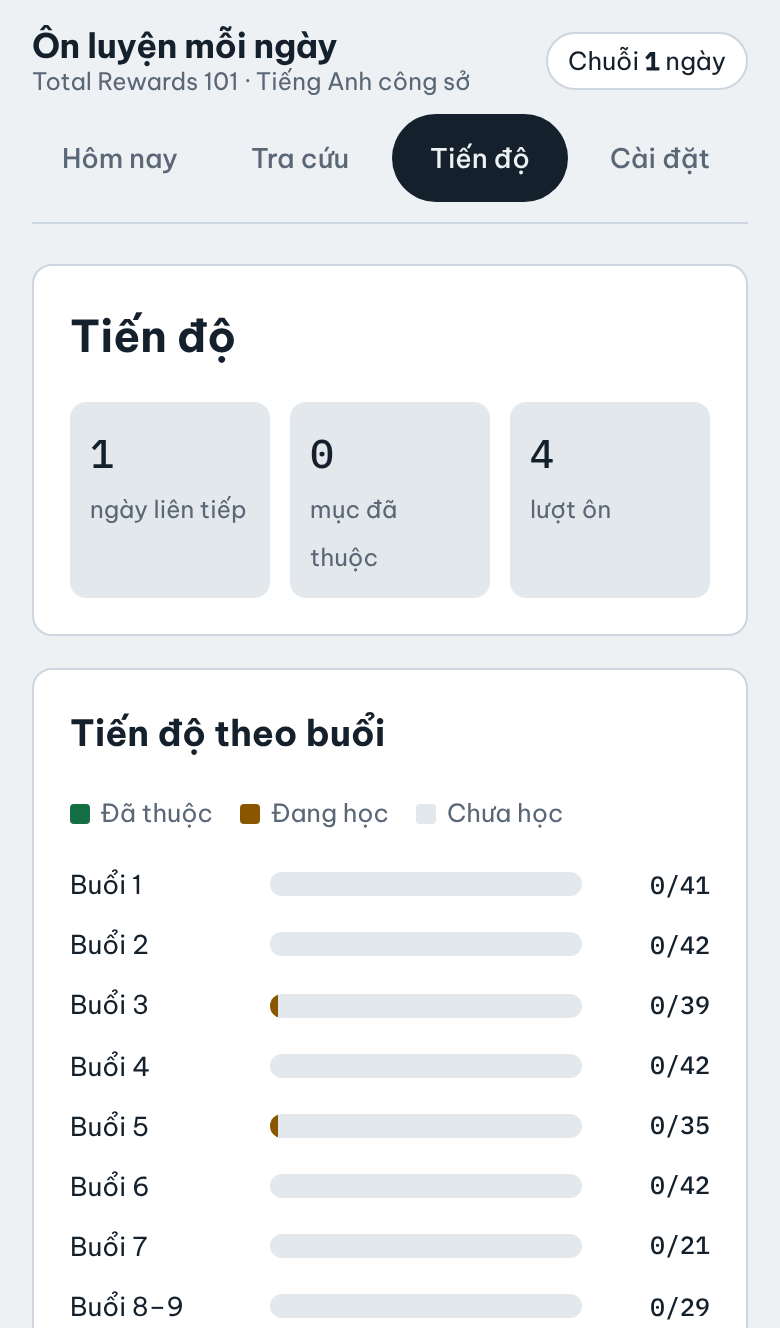 Ôn luyện mỗi ngày
Total Rewards 101 · Tiếng Anh công sở
Chuỗi 1 ngày
Hôm nay
Tra cứu
Tiến độ
Cài đặt
Tiến độ
1
ngày liên tiếp
0
mục đã
thuộc
4
lượt ôn
Tiến độ theo buổi
Đã thuộc
Đang học
Chưa học
Buổi 1 0/41
Buổi 2 0/42
Buổi 3 0/39
Buổi 4 0/42
Buổi 5 0/35
Buổi 6 0/42
Buổi 7 0/21
Buổi 8–9 0/29